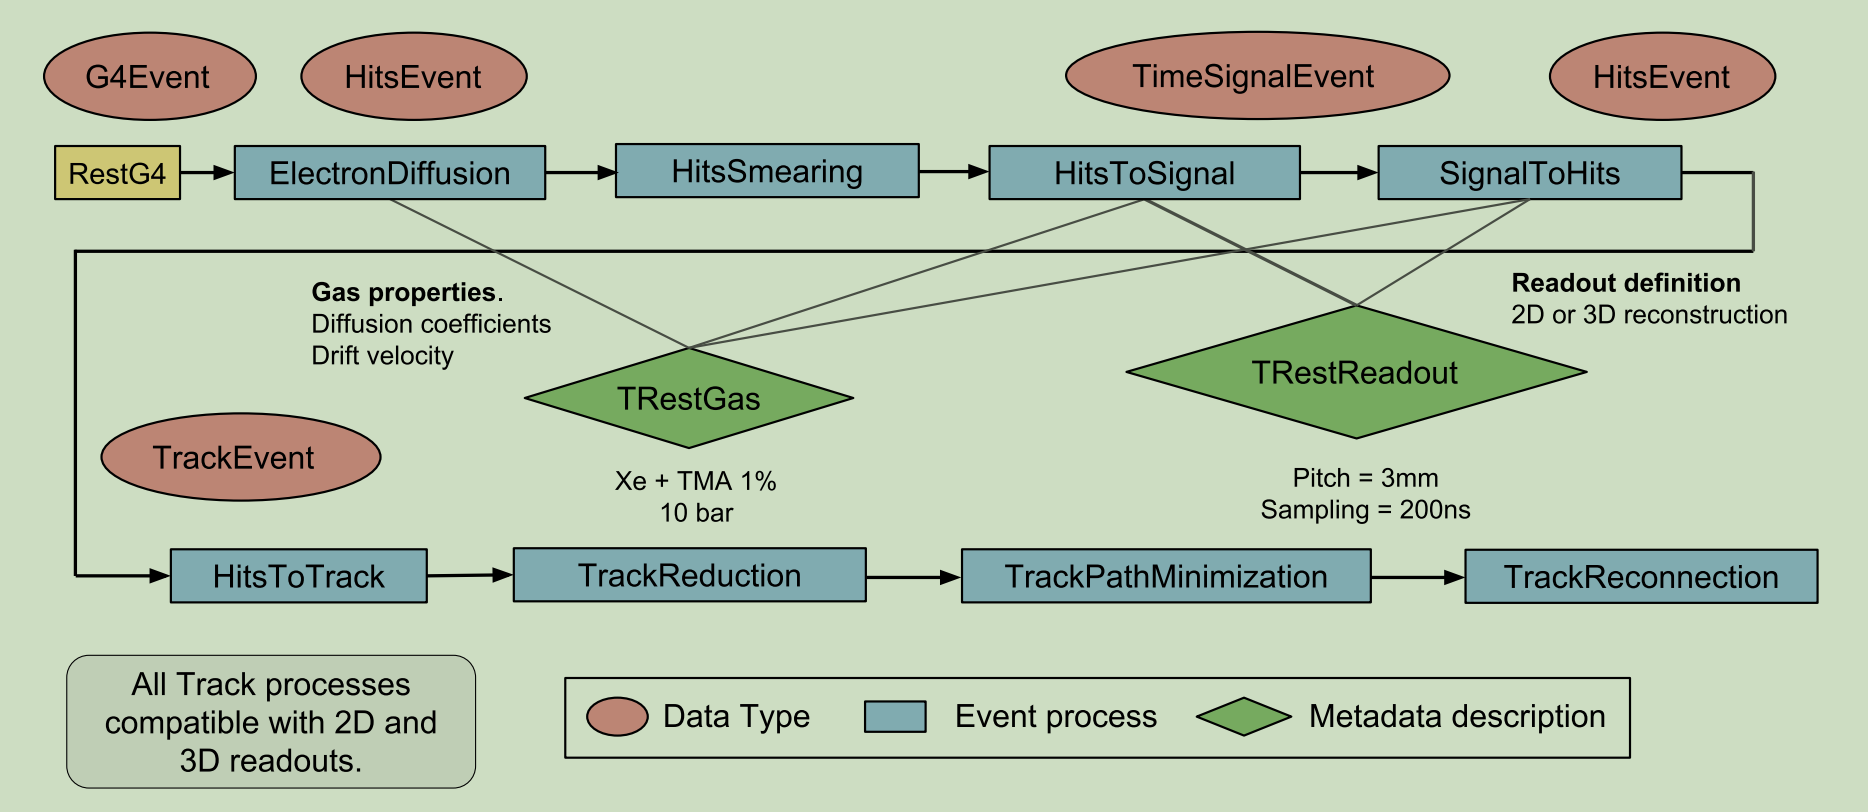 G4Event
HitsEvent
TimeSignalEvent
HitsEvent
RestG4
ElectronDiffusion
HitsSmearing
HitsToSignal
SignalToHits
Gas properties.
Diffusion coefficients
Drift velocity
Readout definition
2D or 3D reconstruction
TRestGas
TRestReadout
TrackEvent
Xe + TMA 1%
10 bar
Pitch = 3mm
Sampling = 200ns
HitsToTrack
TrackReduction
TrackPathMinimization
TrackReconnection
All Track processes
compatible with 2D and
3D readouts.
Data Type
Event process
Metadata description